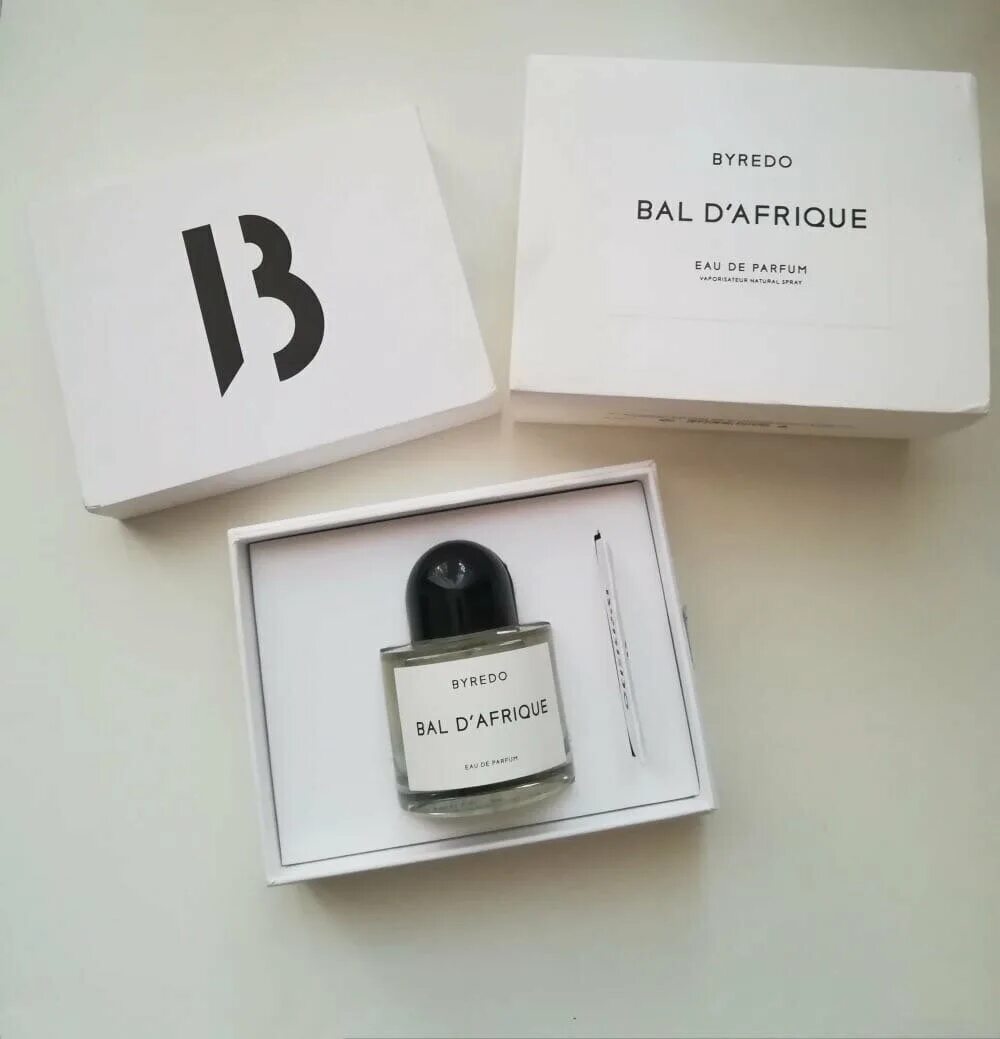 B
BYREDO
BAL D'AFRIQUE
EAU DE PARFUM
VAPORISATEUR NATURAL SPRAY
BYREDO
BAL D'AFRIQUE
EAU DE PARFUM